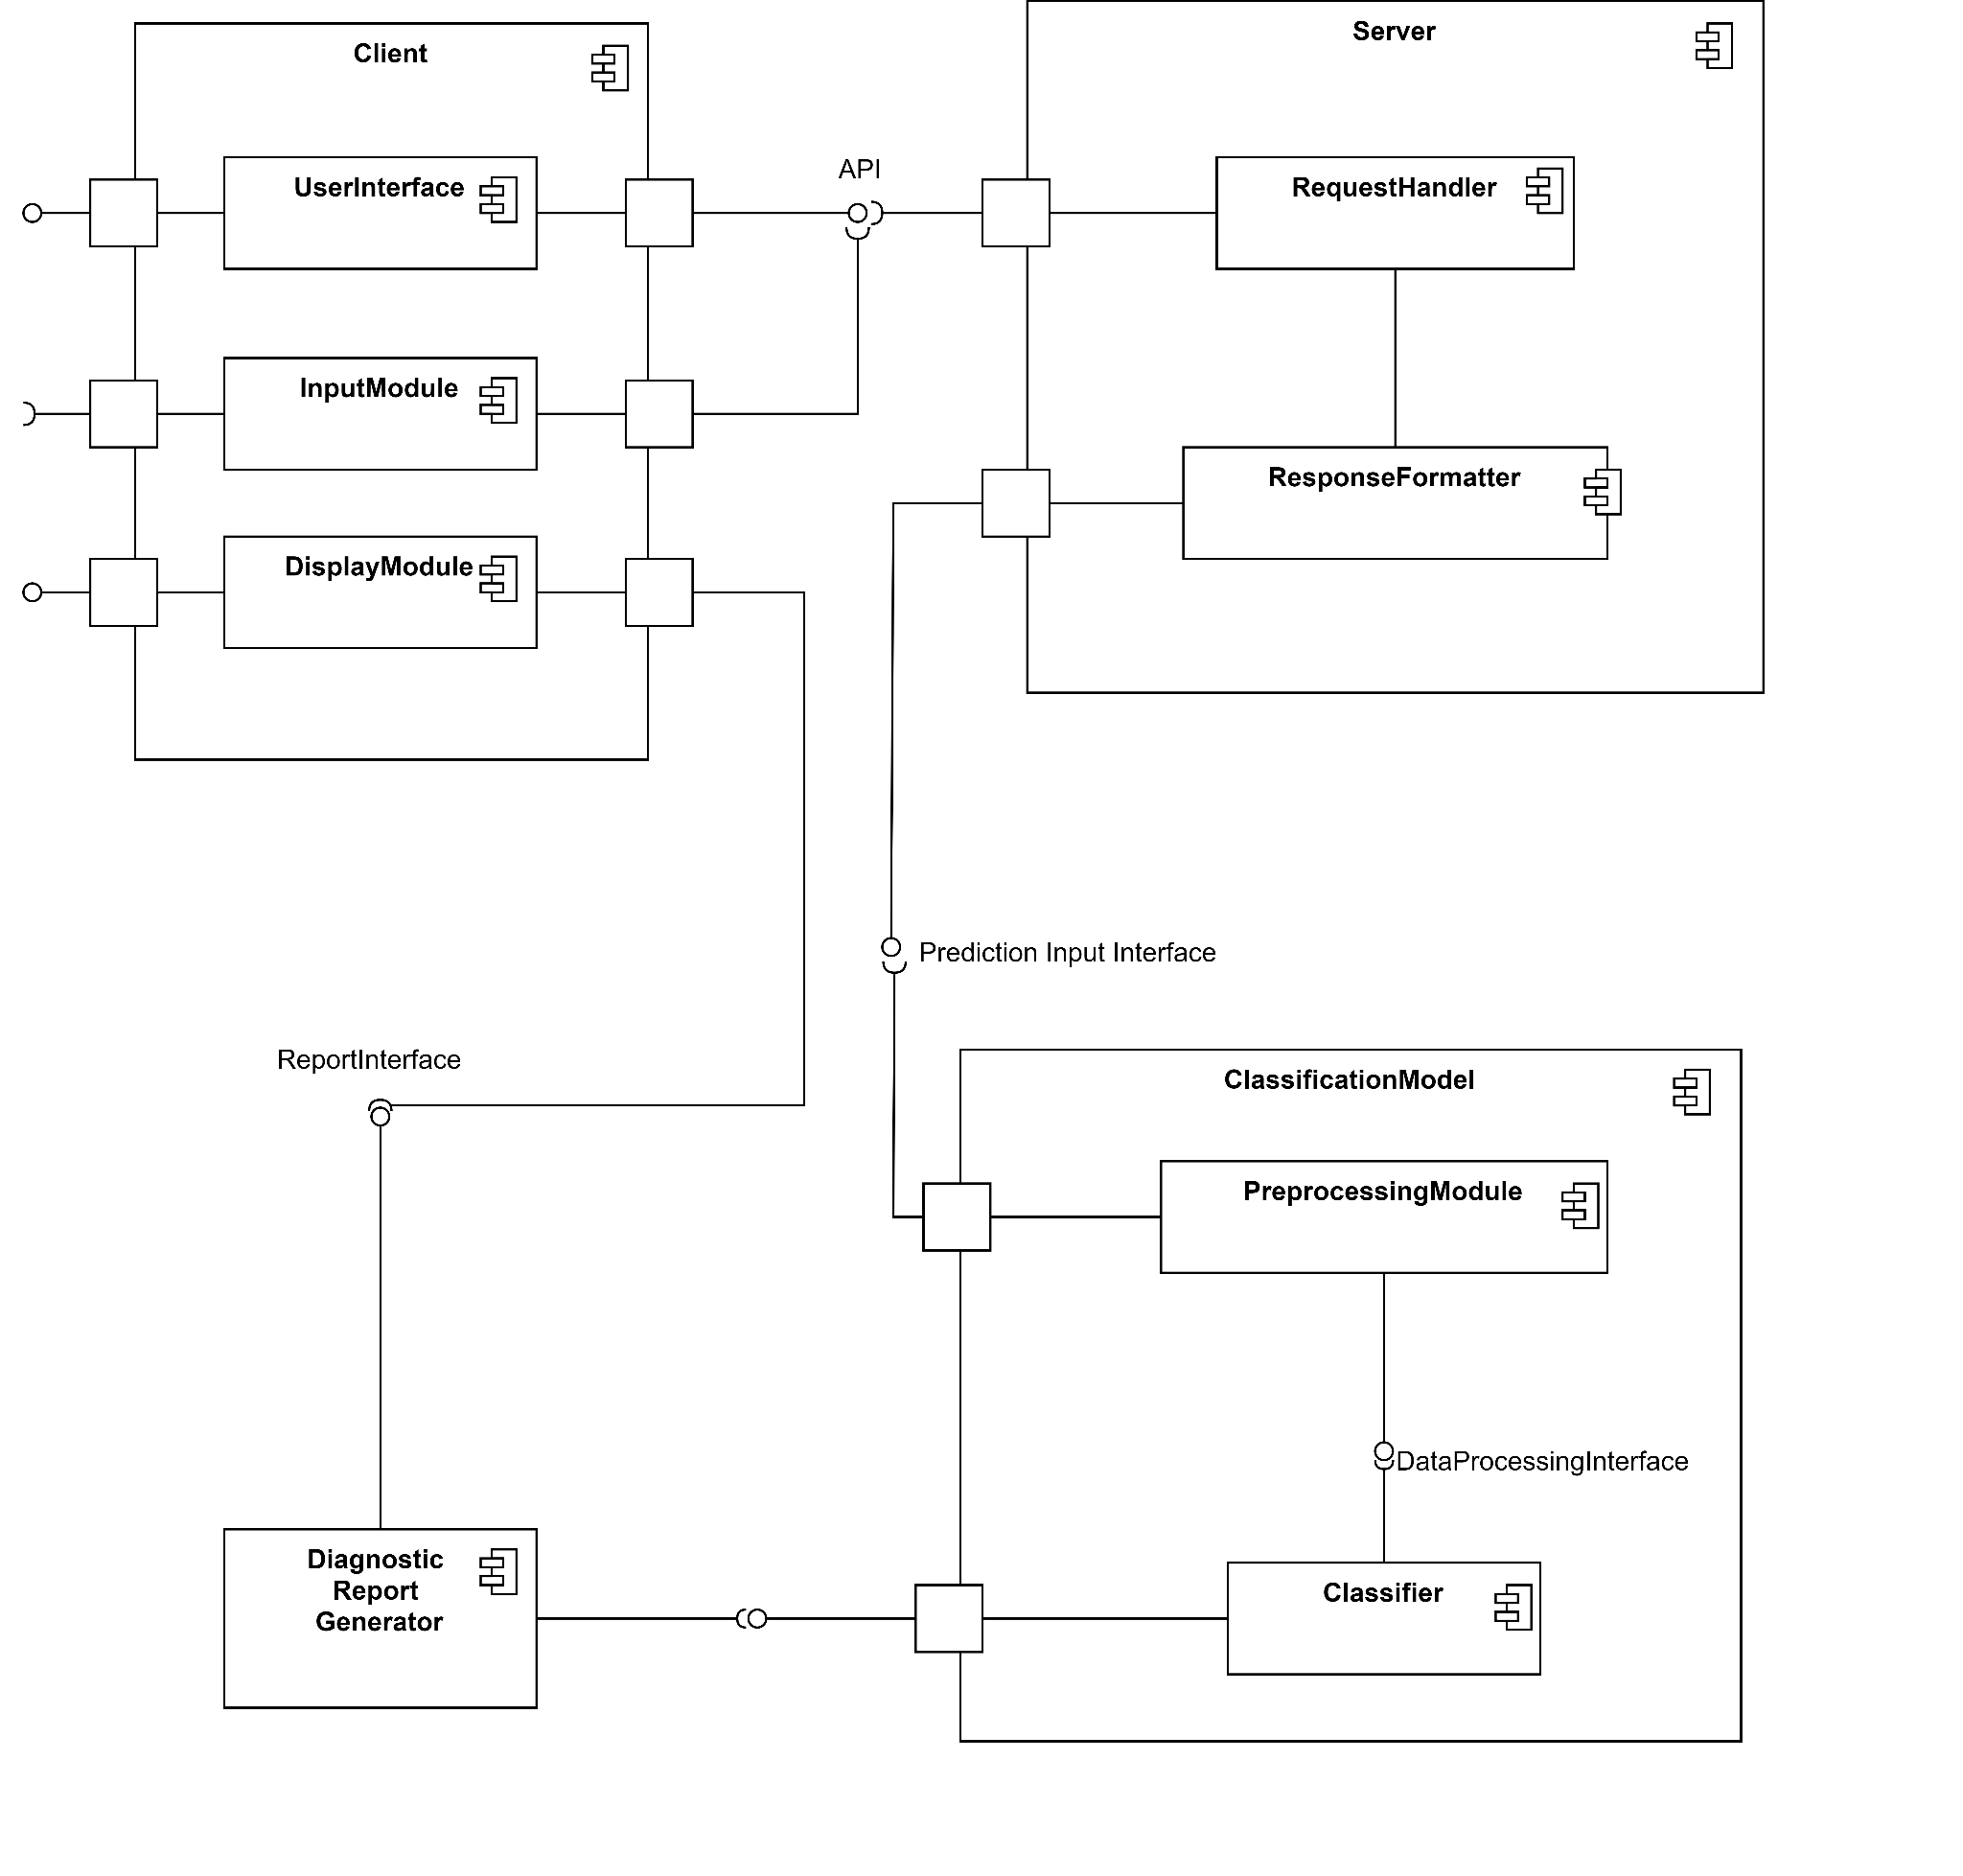 Client
Server
API
UserInterface
RequestHandler
InputModule
ResponseFormatter
DisplayModule
Prediction Input Interface
ReportInterface
ClassificationModel
PreprocessingModule
DataProcessingInterface
Diagnostic
Report
Generator
Classifier